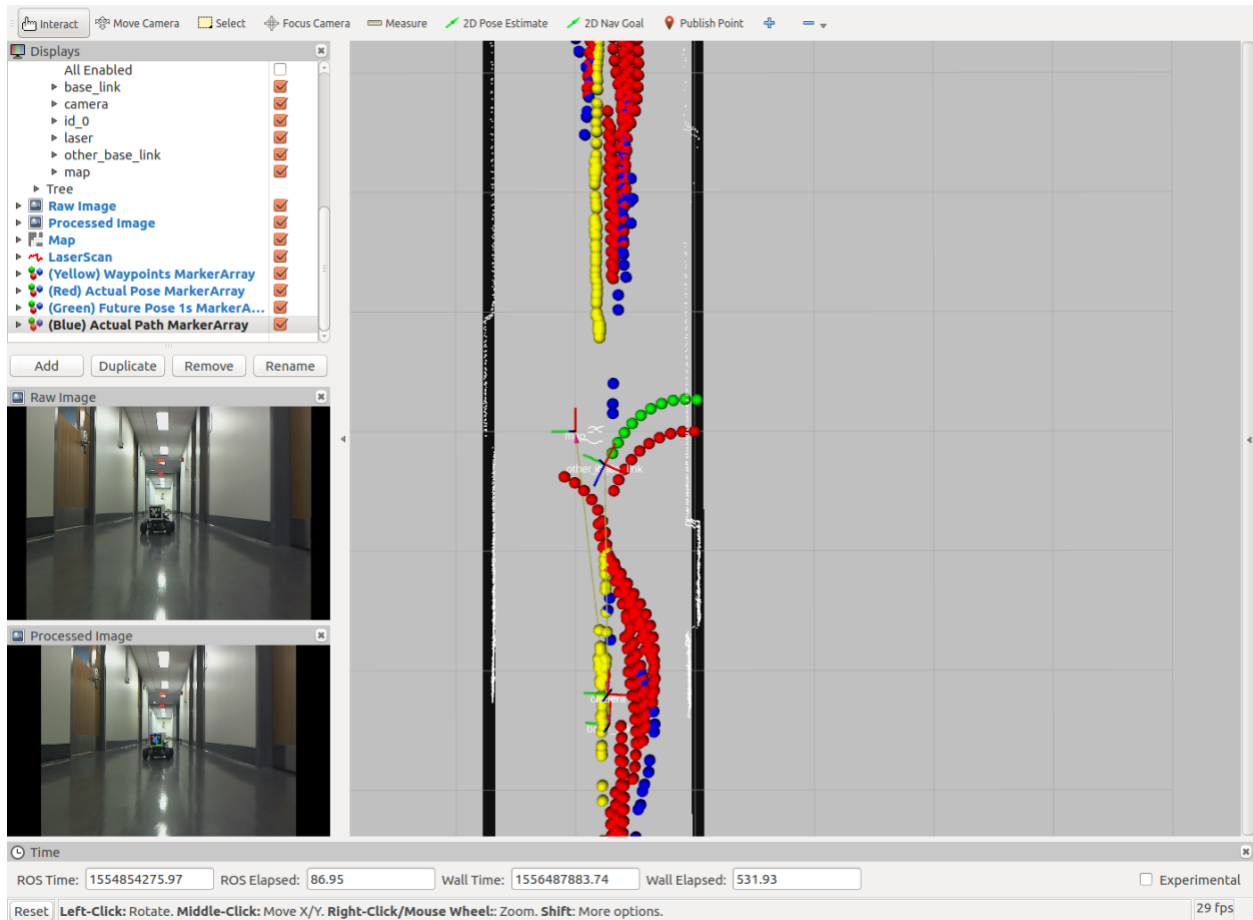 Interact Move Camera Select Focus Camera Measure 2D Pose Estimate 2D Nav Goal Publish Point
Displays
All Enabled
base_link
camera
id_0
laser
other_base_link
map
Tree
Raw Image
Processed Image
Map
LaserScan
(Yellow) Waypoints MarkerArray
(Red) Actual Pose MarkerArray
(Green) Future Pose 1s MarkerA...
(Blue) Actual Path MarkerArray
Add Duplicate Remove Rename
Raw Image
Processed Image
Time
ROS Time: 1554854275.97 ROS Elapsed: 86.95 Wall Time: 1556487883.74 Wall Elapsed: 531.93 Experimental
Reset Left-Click: Rotate. Middle-Click: Move X/Y. Right-Click/Mouse Wheel:: Zoom. Shift: More options. 29 fps